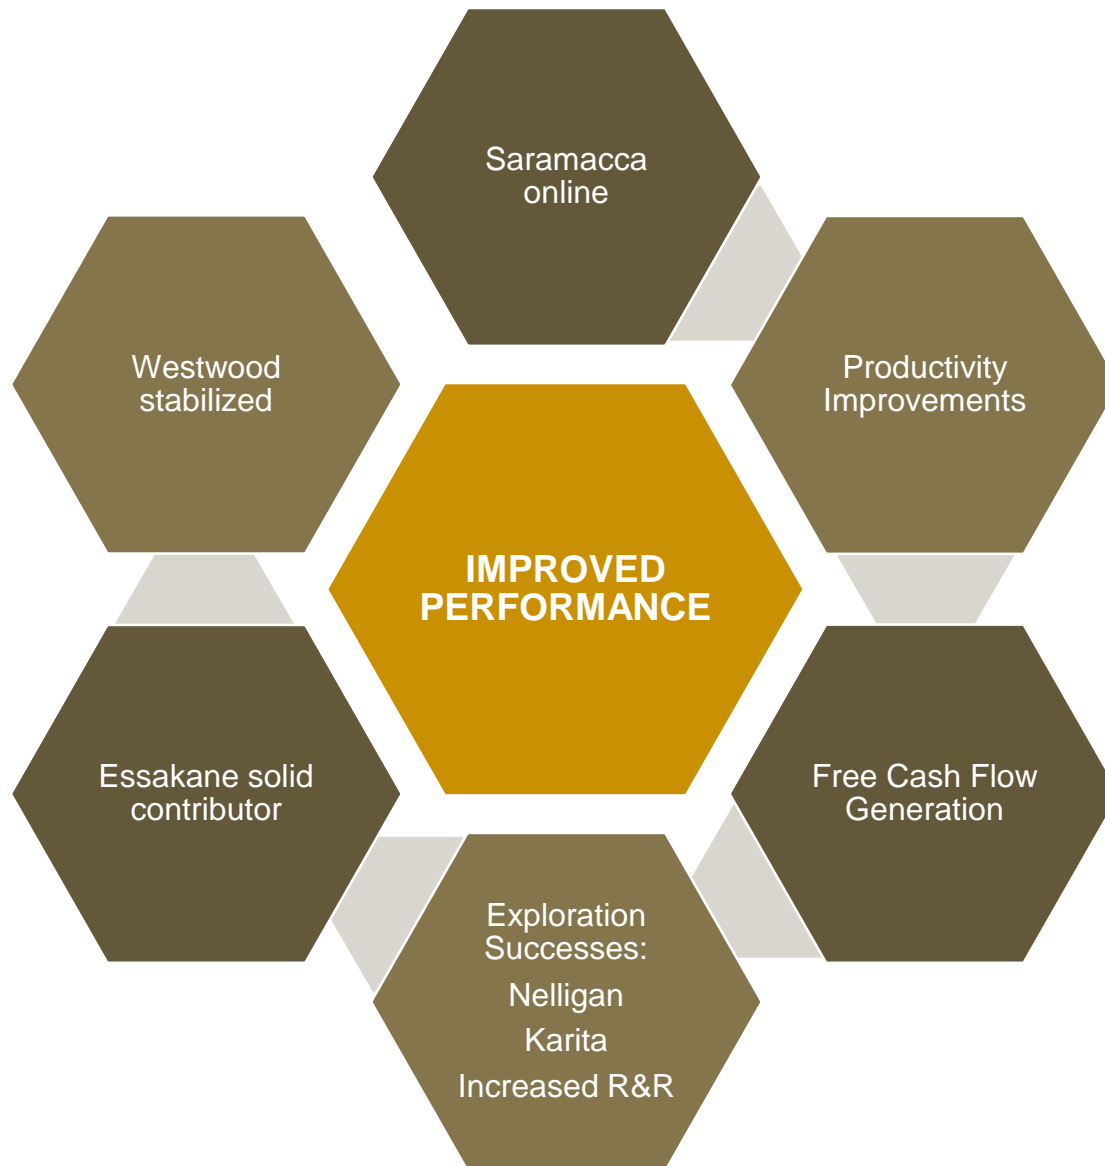 Saramacca
online
Westwood
stabilized
Productivity
Improvements
IMPROVED
PERFORMANCE
Essakane solid
contributor
Free Cash Flow
Generation
Exploration
Successes:
Nelligan
Karita
Increased R&R